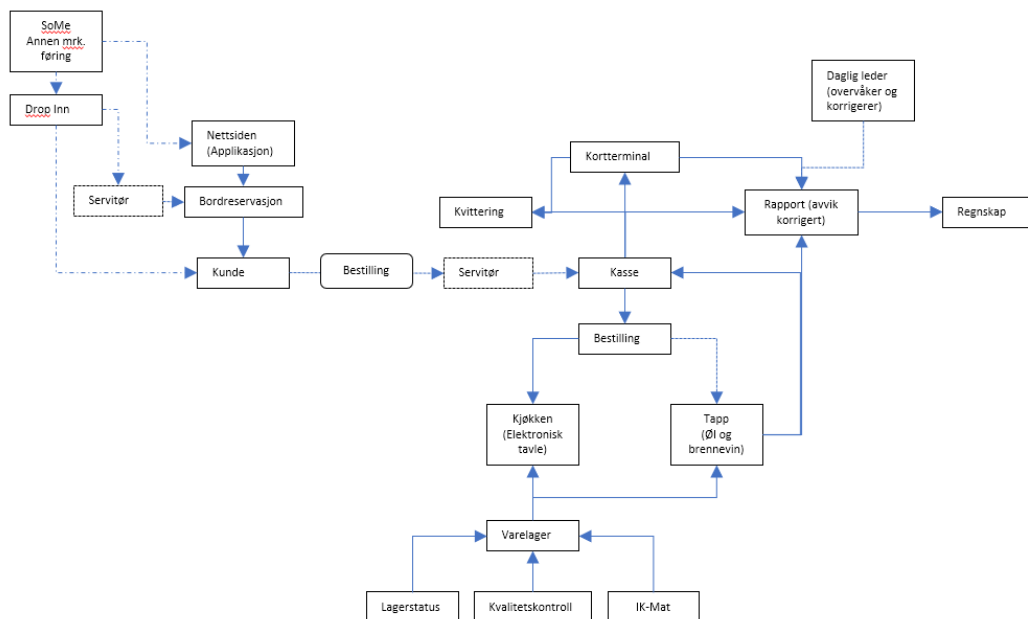 SoMe
Annen mrk.
føring
Drop Inn
Nettsiden
(Applikasjon)
Servitør
Bordreservasjon
Kunde
Bestilling
Servitør
Kasse
Kortterminal
Kvittering
Daglig leder
(overvåker og
korrigerer)
Rapport (avvik
korrigert)
Regnskap
Bestilling
Kjøkken
(Elektronisk
tavle)
Tapp
(Øl og
brennevin)
Varelager
Lagerstatus
Kvalitetskontroll
IK-Mat